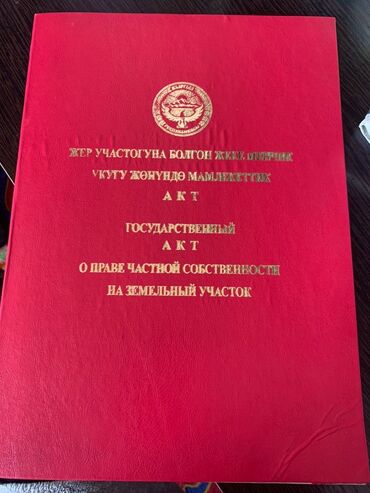 ЖЕР УЧАСТОГУНА БОЛГОН ЖЕКЕ МЕНЧИК
УКУГУ ЖӨНҮНДӨ МАМЛЕКЕТТИК
АКТ
ГОСУДАРСТВЕННЫЙ
АКТ
О ПРАВЕ ЧАСТНОЙ СОБСТВЕННОСТИ
НА ЗЕМЕЛЬНЫЙ УЧАСТОК